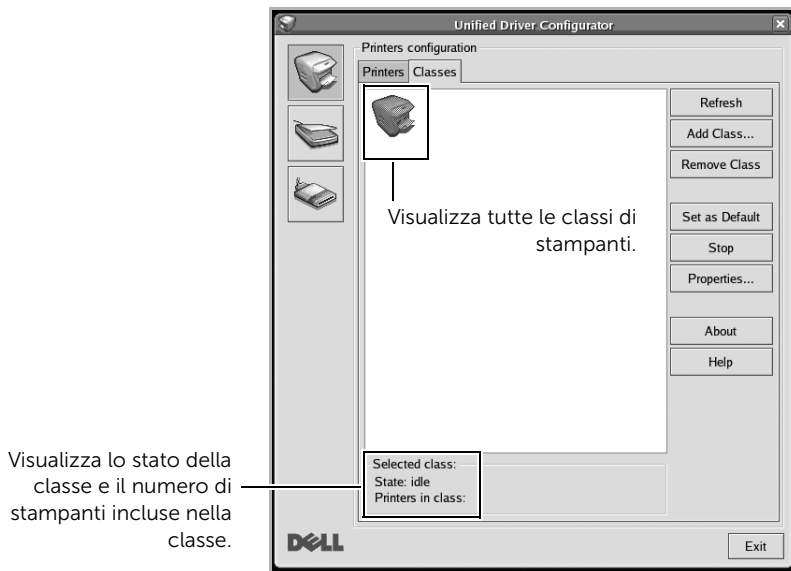 Unified Driver Configurator
Printers configuration
Printers Classes
Refresh
Add Class...
Remove Class
Set as Default
Stop
Properties...
About
Help
Visualizza tutte le classi di
stampanti.
Selected class:
State: idle
Printers in class:
Visualizza lo stato della
classe e il numero di
stampanti incluse nella
classe.
DELL
Exit